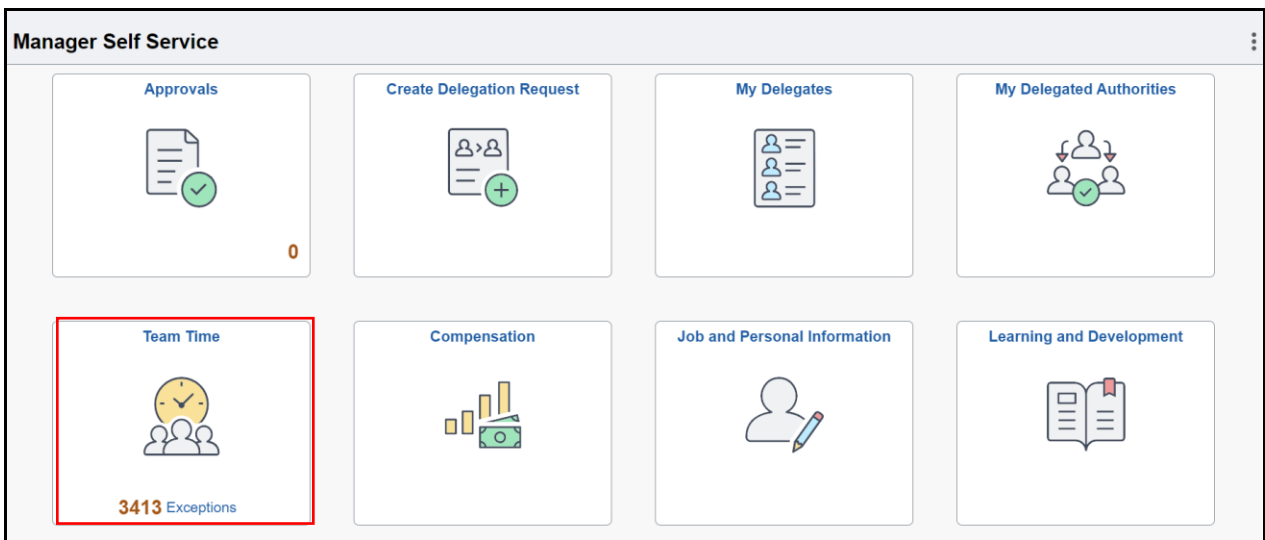 Manager Self Service
Approvals
Create Delegation Request
My Delegates
My Delegated Authorities
0
Team Time
Compensation
Job and Personal Information
Learning and Development
3413 Exceptions